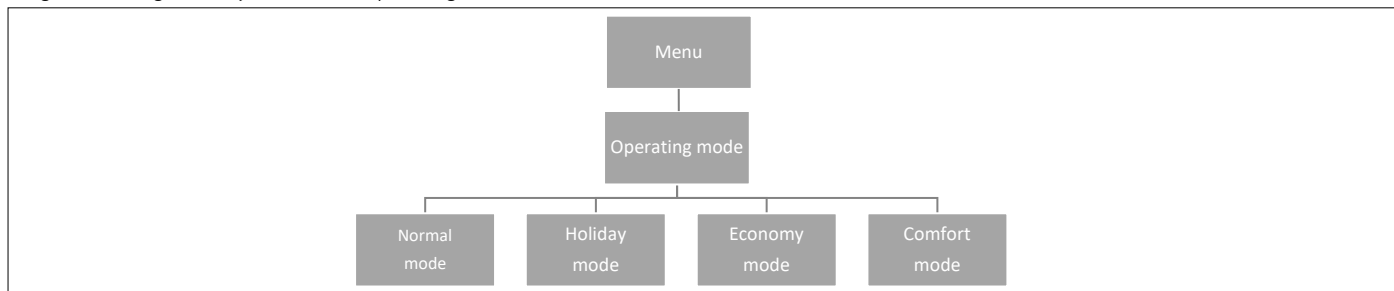 Menu
Operating mode
Normal
mode
Holiday
mode
Economy
mode
Comfort
mode